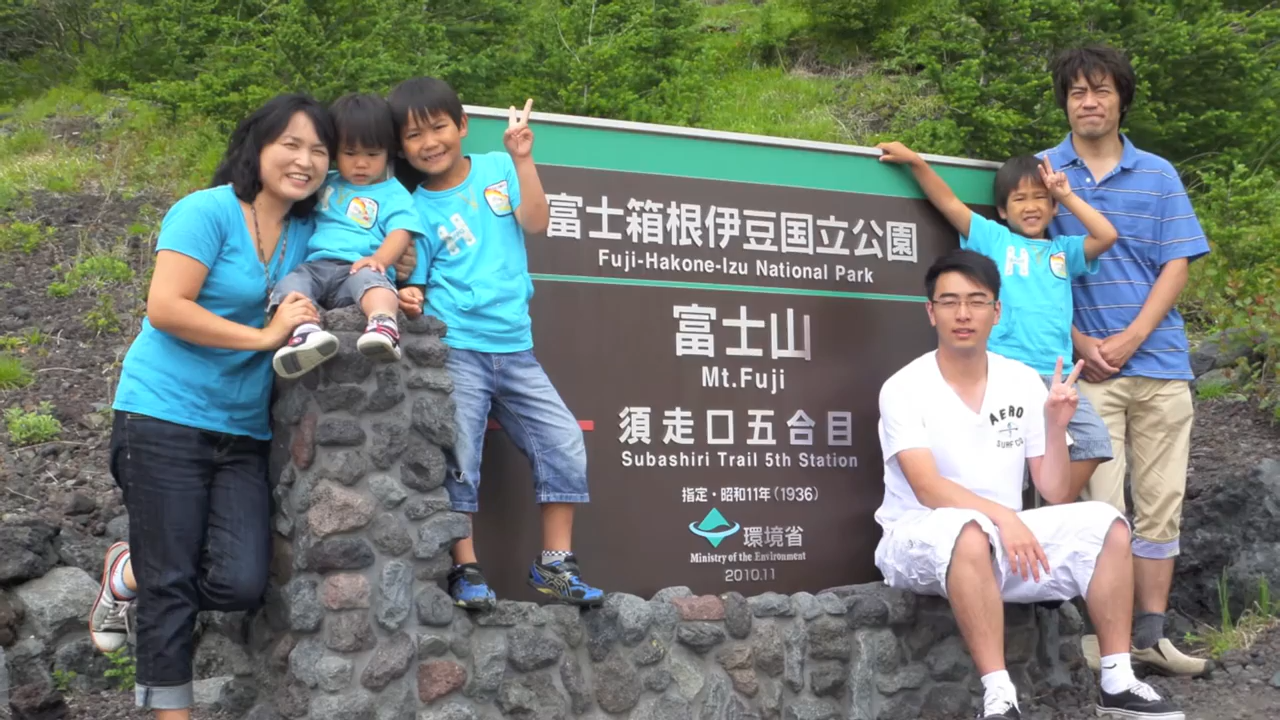 富士箱根伊豆国立公園
Fuji-Hakone-Izu National Park
富士山
Mt.Fuji
須走口五合目
Subashiri Trail 5th Station
指定・昭和11年(1936)
環境省
Ministry of the Environment
2010.11
H
H
AERO
SURF CO.